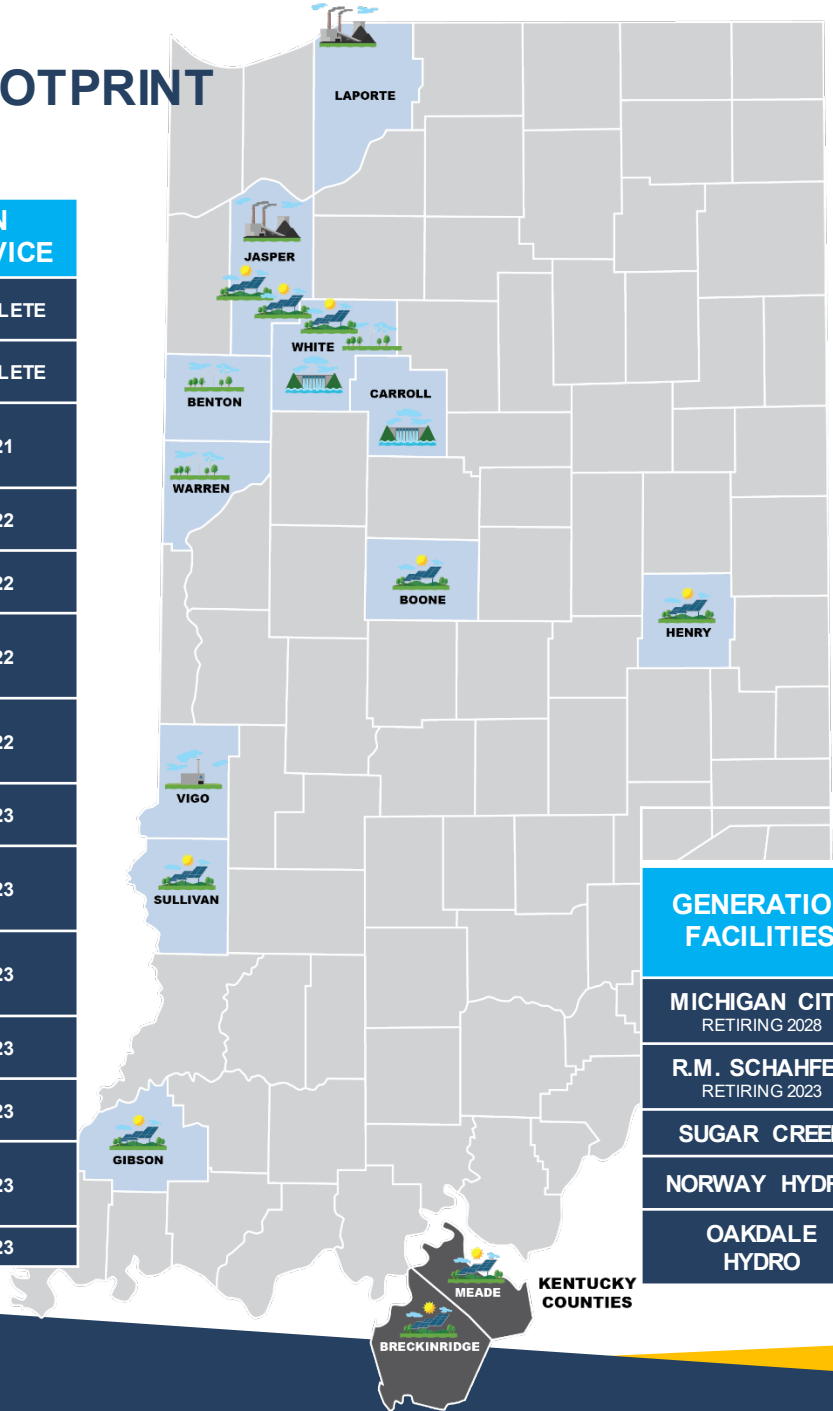 OTPRINT
N
VICE
LETE
LETE
21
22
22
22
22
23
23
23
23
23
23
23
LAPORTE
JASPER
WHITE
BENTON
CARROLL
WARREN
BOONE
HENRY
VIGO
SULLIVAN
GIBSON
MEADE
BRECKINRIDGE
KENTUCKY
COUNTIES
GENERATIO
FACILITIES
MICHIGAN CIT
RETIRING 2028
R.M. SCHAHFE
RETIRING 2023
SUGAR CREE
NORWAY HYD
OAKDALE
HYDRO